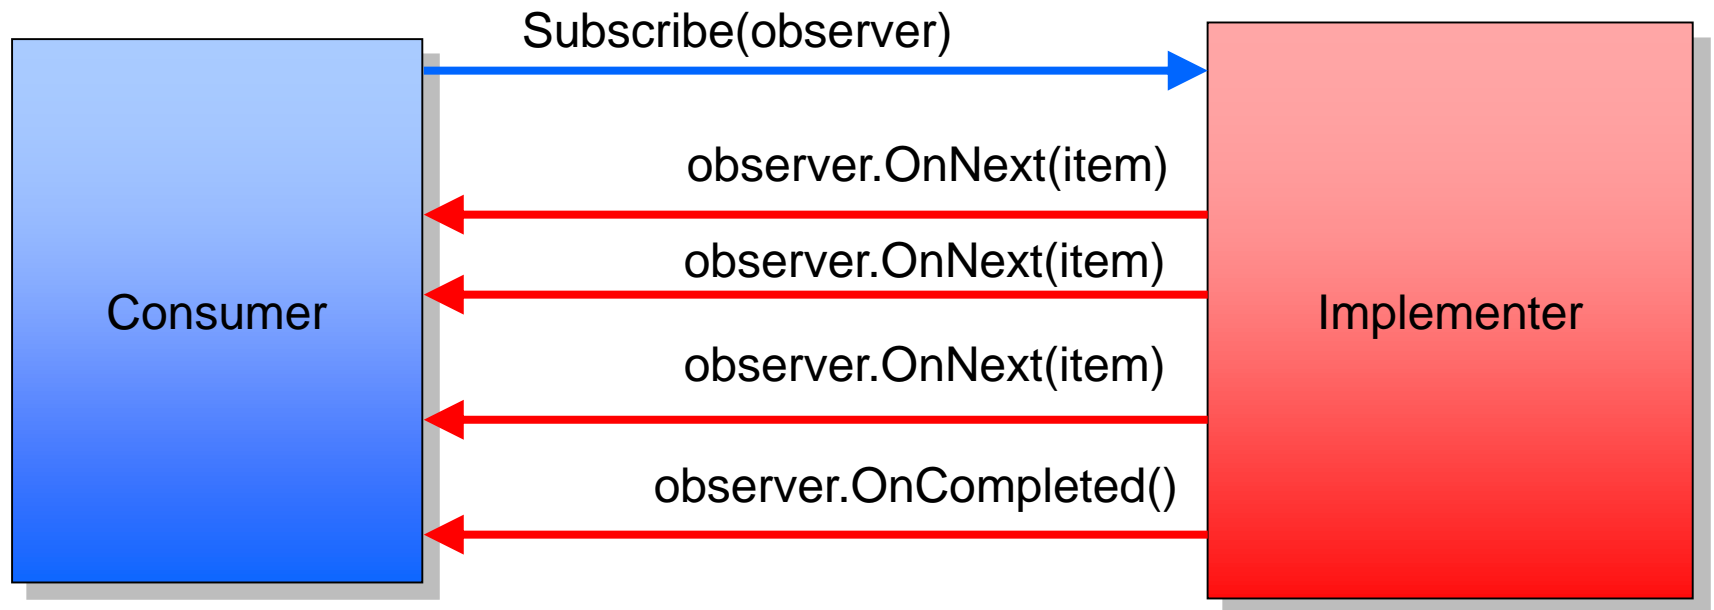 Subscribe(observer)
observer.OnNext(item)
observer.OnNext(item)
Consumer
Implementer
observer.OnNext(item)
observer.OnCompleted()